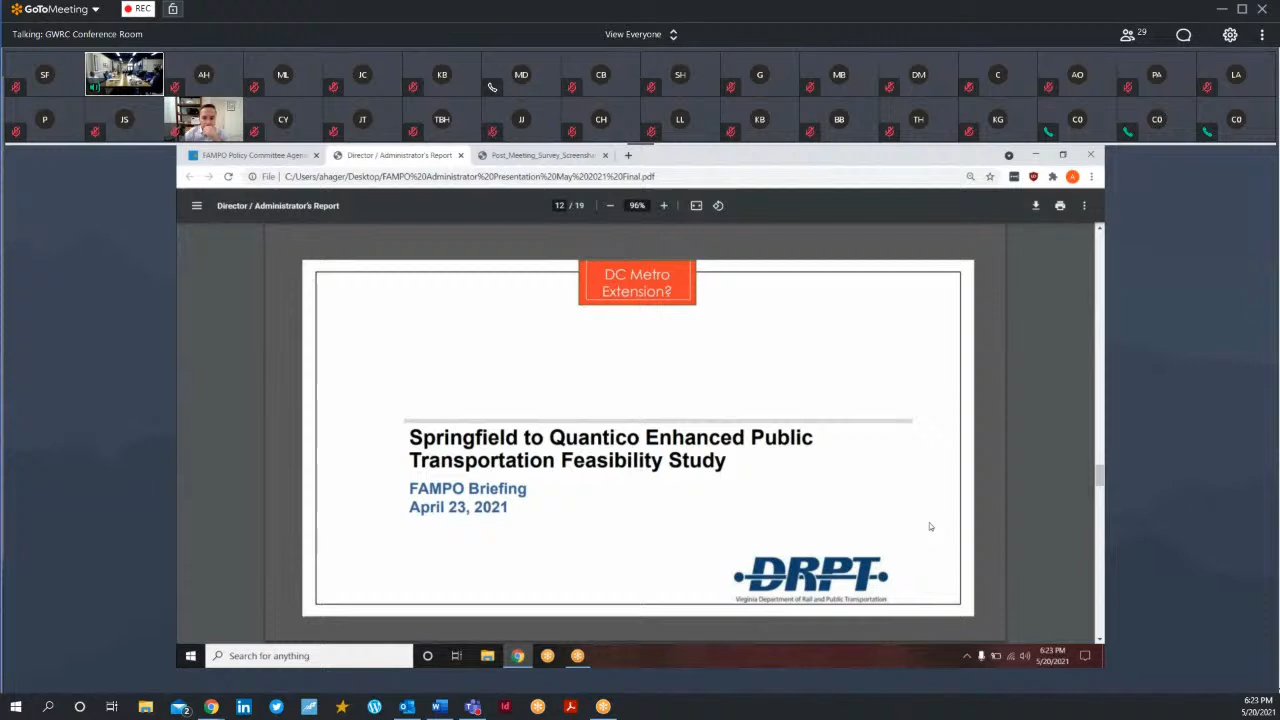 GoToMeeting
REC
Talking: GWRC Conference Room
View Everyone
29
SF
AH
ML
JC
KB
MD
CB
SH
G
MB
DM
C
AO
PA
LA
P
JS
CY
JT
TBH
JJ
CH
LL
KB
BB
TH
KG
C0
C0
C0
FAMPO Policy Committee Agen
Director / Administrator's Report
Post_Meeting_Survey_Screensho
File
C:/Users/ahager/Desktop/FAMPO%20Administrator%20Presentation%20May%202021%20Final.pdf
A
Director / Administrator's Report
12 / 19
96%
DC Metro
Extension?
Springfield to Quantico Enhanced Public
Transportation Feasibility Study
FAMPO Briefing
April 23, 2021
DRPT
Virginia Department of Rail and Public Transportation
Search for anything
6:23 PM
5/20/2021
6:23 PM
5/20/2021